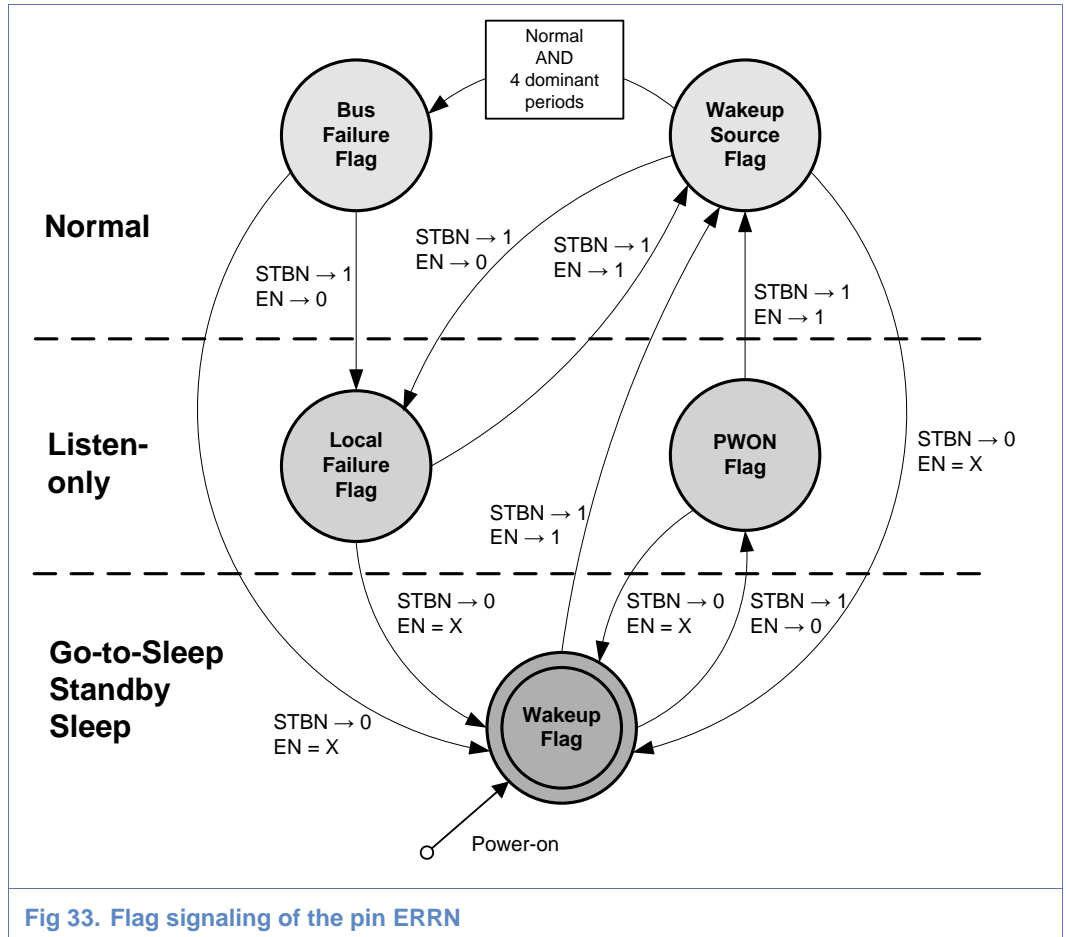 Normal
AND
4 dominant
periods
Bus
Failure
Flag
Wakeup
Source
Flag
Normal
STBN → 1
EN → 0
STBN → 1
EN → 0
STBN → 1
EN → 1
STBN → 1
EN → 1
Listen-
only
Local
Failure
Flag
PWON
Flag
STBN → 0
EN = X
STBN → 1
EN → 1
Go-to-Sleep
Standby
Sleep
STBN → 0
EN = X
STBN → 0
EN = X
STBN → 1
EN → 0
STBN → 0
EN = X
Wakeup
Flag
Power-on
Fig 33. Flag signaling of the pin ERRN